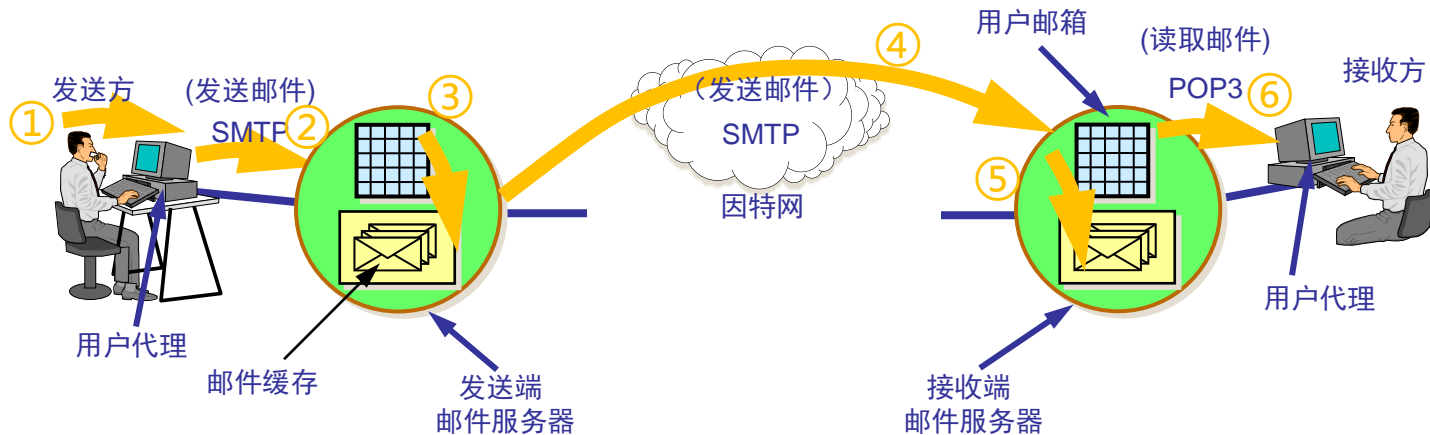 用户邮箱
④
(读取邮件)
POP3
⑥
接收方
①
发送方
(发送邮件)
SMTP
②
③
（发送邮件）
SMTP
因特网
⑤
用户代理
邮件缓存
发送端
邮件服务器
接收端
邮件服务器
用户代理